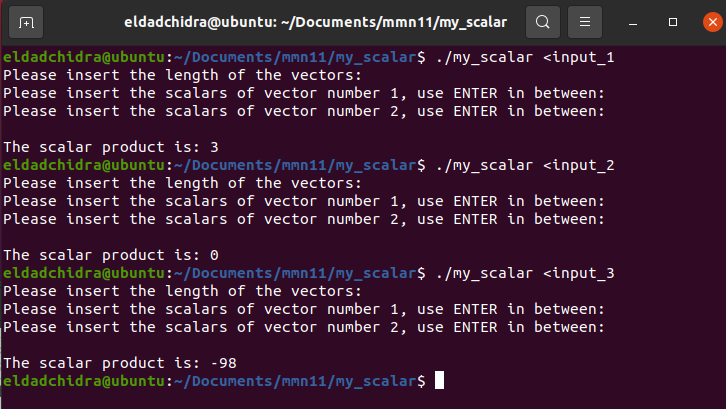 eldadchidra@ubuntu: ~/Documents/mmn11/my_scalar
eldadchidra@ubuntu:~/Documents/mmn11/my_scalar$ ./my_scalar <input_1
Please insert the length of the vectors:
Please insert the scalars of vector number 1, use ENTER in between:
Please insert the scalars of vector number 2, use ENTER in between:
The scalar product is: 3
eldadchidra@ubuntu:~/Documents/mmn11/my_scalar$ ./my_scalar <input_2
Please insert the length of the vectors:
Please insert the scalars of vector number 1, use ENTER in between:
Please insert the scalars of vector number 2, use ENTER in between:
The scalar product is: 0
eldadchidra@ubuntu:~/Documents/mmn11/my_scalar$ ./my_scalar <input_3
Please insert the length of the vectors:
Please insert the scalars of vector number 1, use ENTER in between:
Please insert the scalars of vector number 2, use ENTER in between:
The scalar product is: -98
eldadchidra@ubuntu:~/Documents/mmn11/my_scalar$